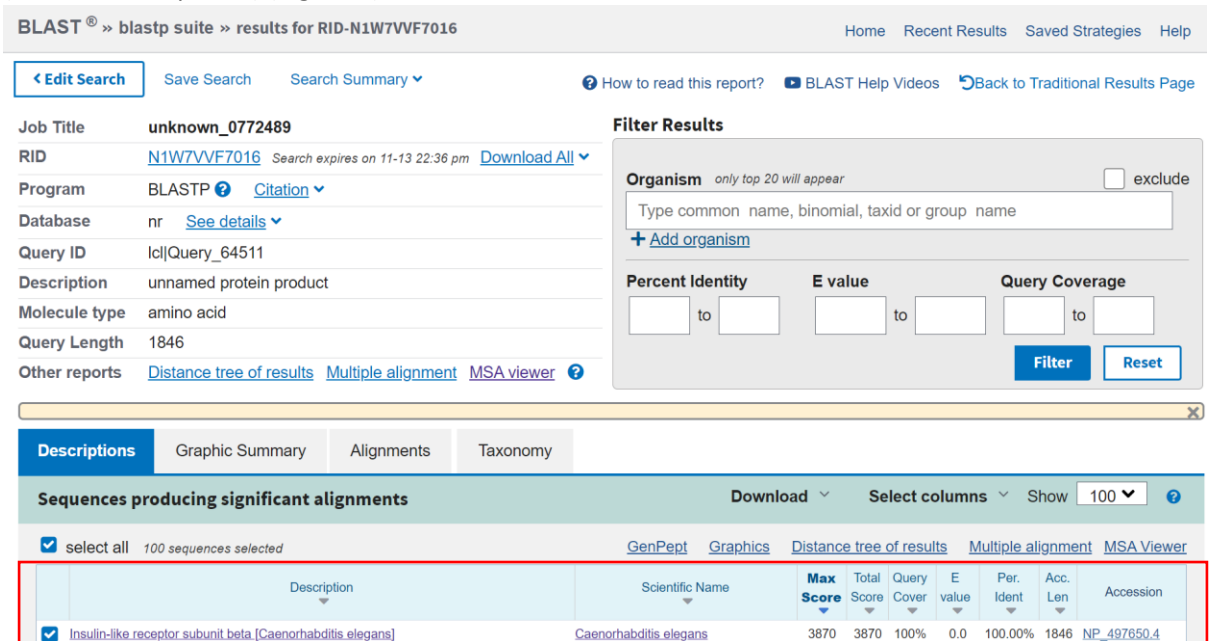 BLAST ® » blastp suite » results for RID-N1W7VVF7016
Home Recent Results Saved Strategies Help
Edit Search Save Search Search Summary
How to read this report? BLAST Help Videos Back to Traditional Results Page
Job Title unknown_0772489
RID N1W7VVF7016 Search expires on 11-13 22:36 pm Download All
Program BLASTP Citation
Database nr See details
Query ID lcl|Query_64511
Description unnamed protein product
Molecule type amino acid
Query Length 1846
Other reports Distance tree of results Multiple alignment MSA viewer
Filter Results
Organism only top 20 will appear exclude
Type common name, binomial, taxid or group name
+ Add organism
Percent Identity E value Query Coverage
to to to
Filter Reset
Descriptions Graphic Summary Alignments Taxonomy
Sequences producing significant alignments Download Select columns Show 100
select all 100 sequences selected GenPept Graphics Distance tree of results Multiple alignment MSA Viewer
Description Scientific Name Max Score Total Score Query Cover E value Per. Ident Acc. Len Accession
Insulin-like receptor subunit beta [Caenorhabditis elegans] Caenorhabditis elegans 3870 3870 100% 0.0 100.00% 1846 NP_497650.4